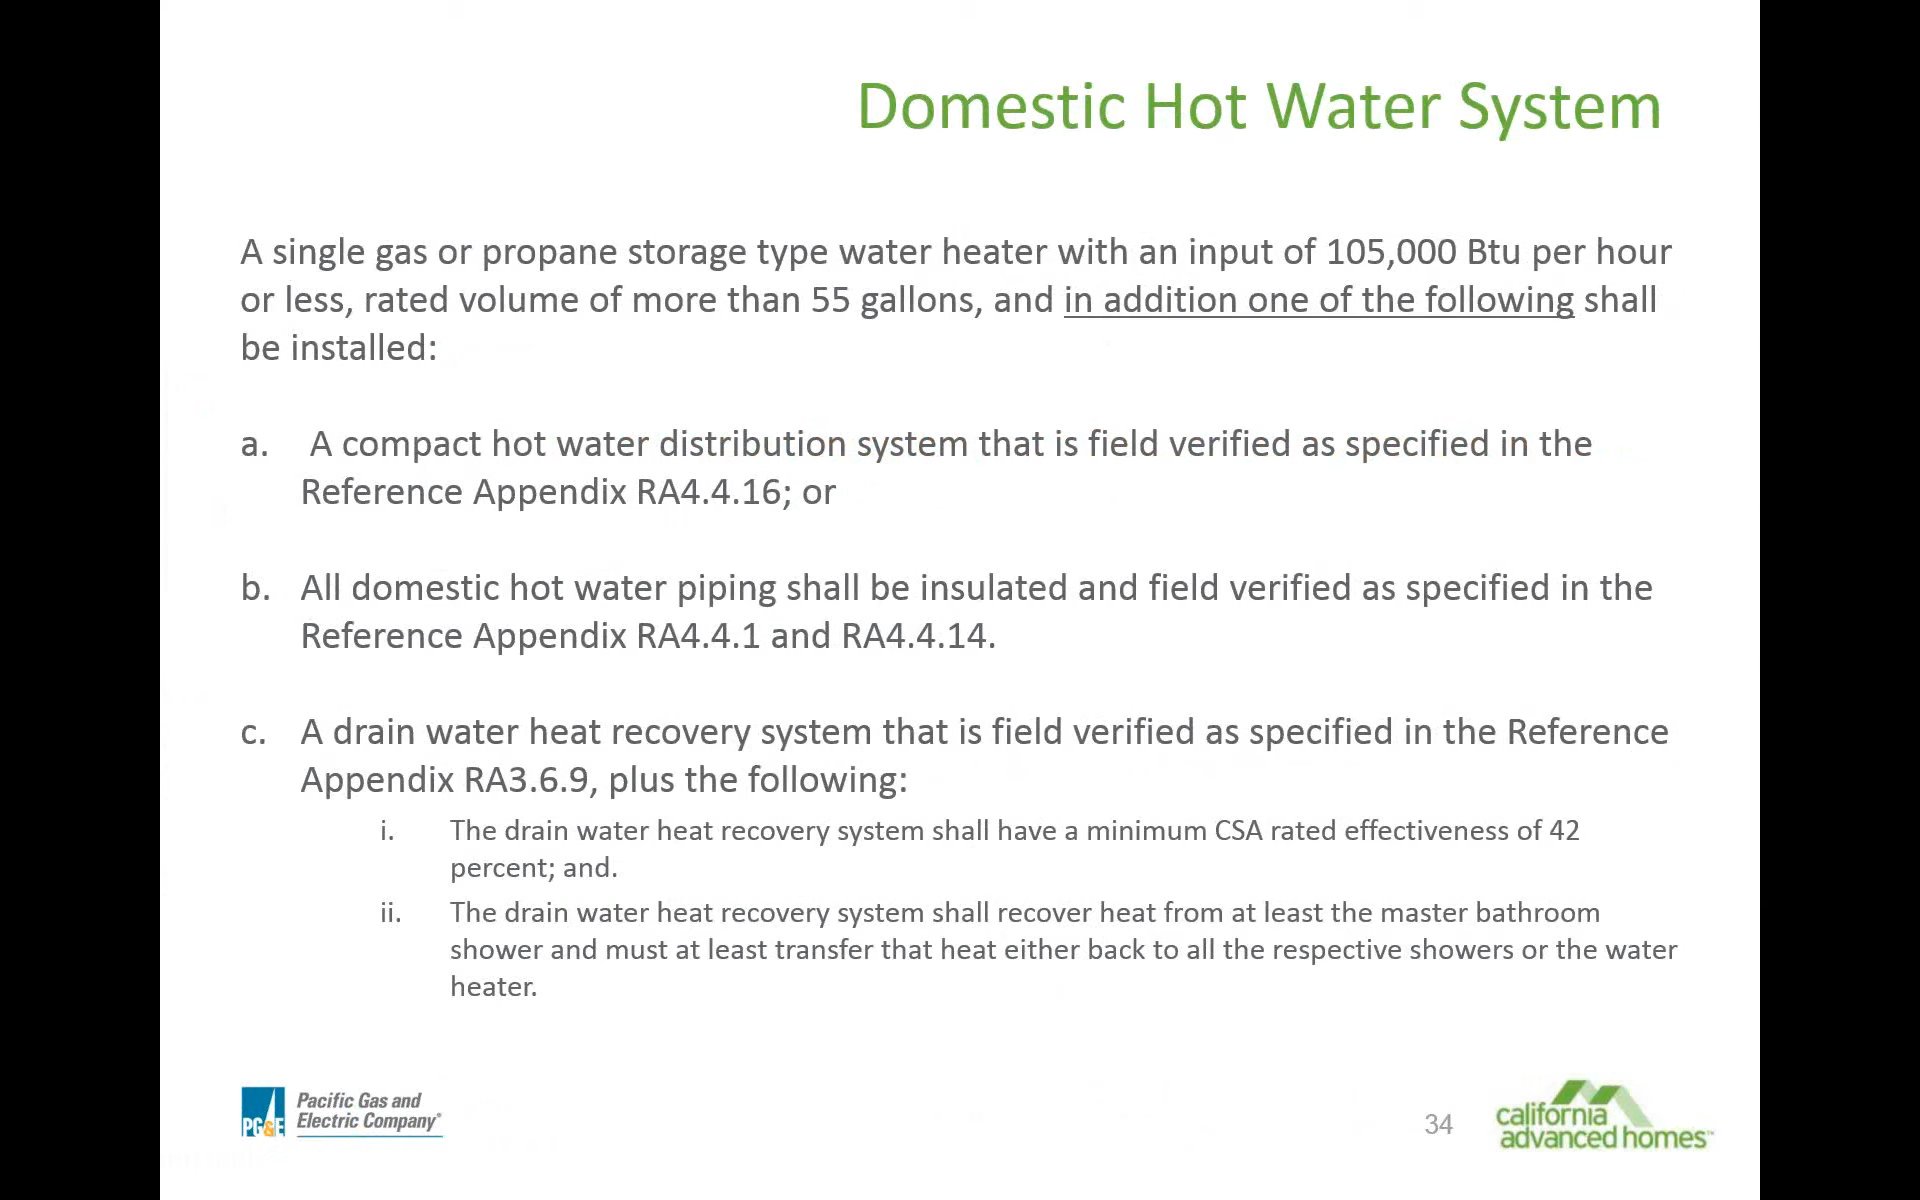 Domestic Hot Water System
A single gas or propane storage type water heater with an input of 105,000 Btu per hour
or less, rated volume of more than 55 gallons, and in addition one of the following shall
be installed:
a. A compact hot water distribution system that is field verified as specified in the
Reference Appendix RA4.4.16; or
b. All domestic hot water piping shall be insulated and field verified as specified in the
Reference Appendix RA4.4.1 and RA4.4.14.
c. A drain water heat recovery system that is field verified as specified in the Reference
Appendix RA3.6.9, plus the following:
i. The drain water heat recovery system shall have a minimum CSA rated effectiveness of 42
percent; and.
ii. The drain water heat recovery system shall recover heat from at least the master bathroom
shower and must at least transfer that heat either back to all the respective showers or the water
heater.
PG&E
Pacific Gas and
Electric Company®
34
california
advanced homes™